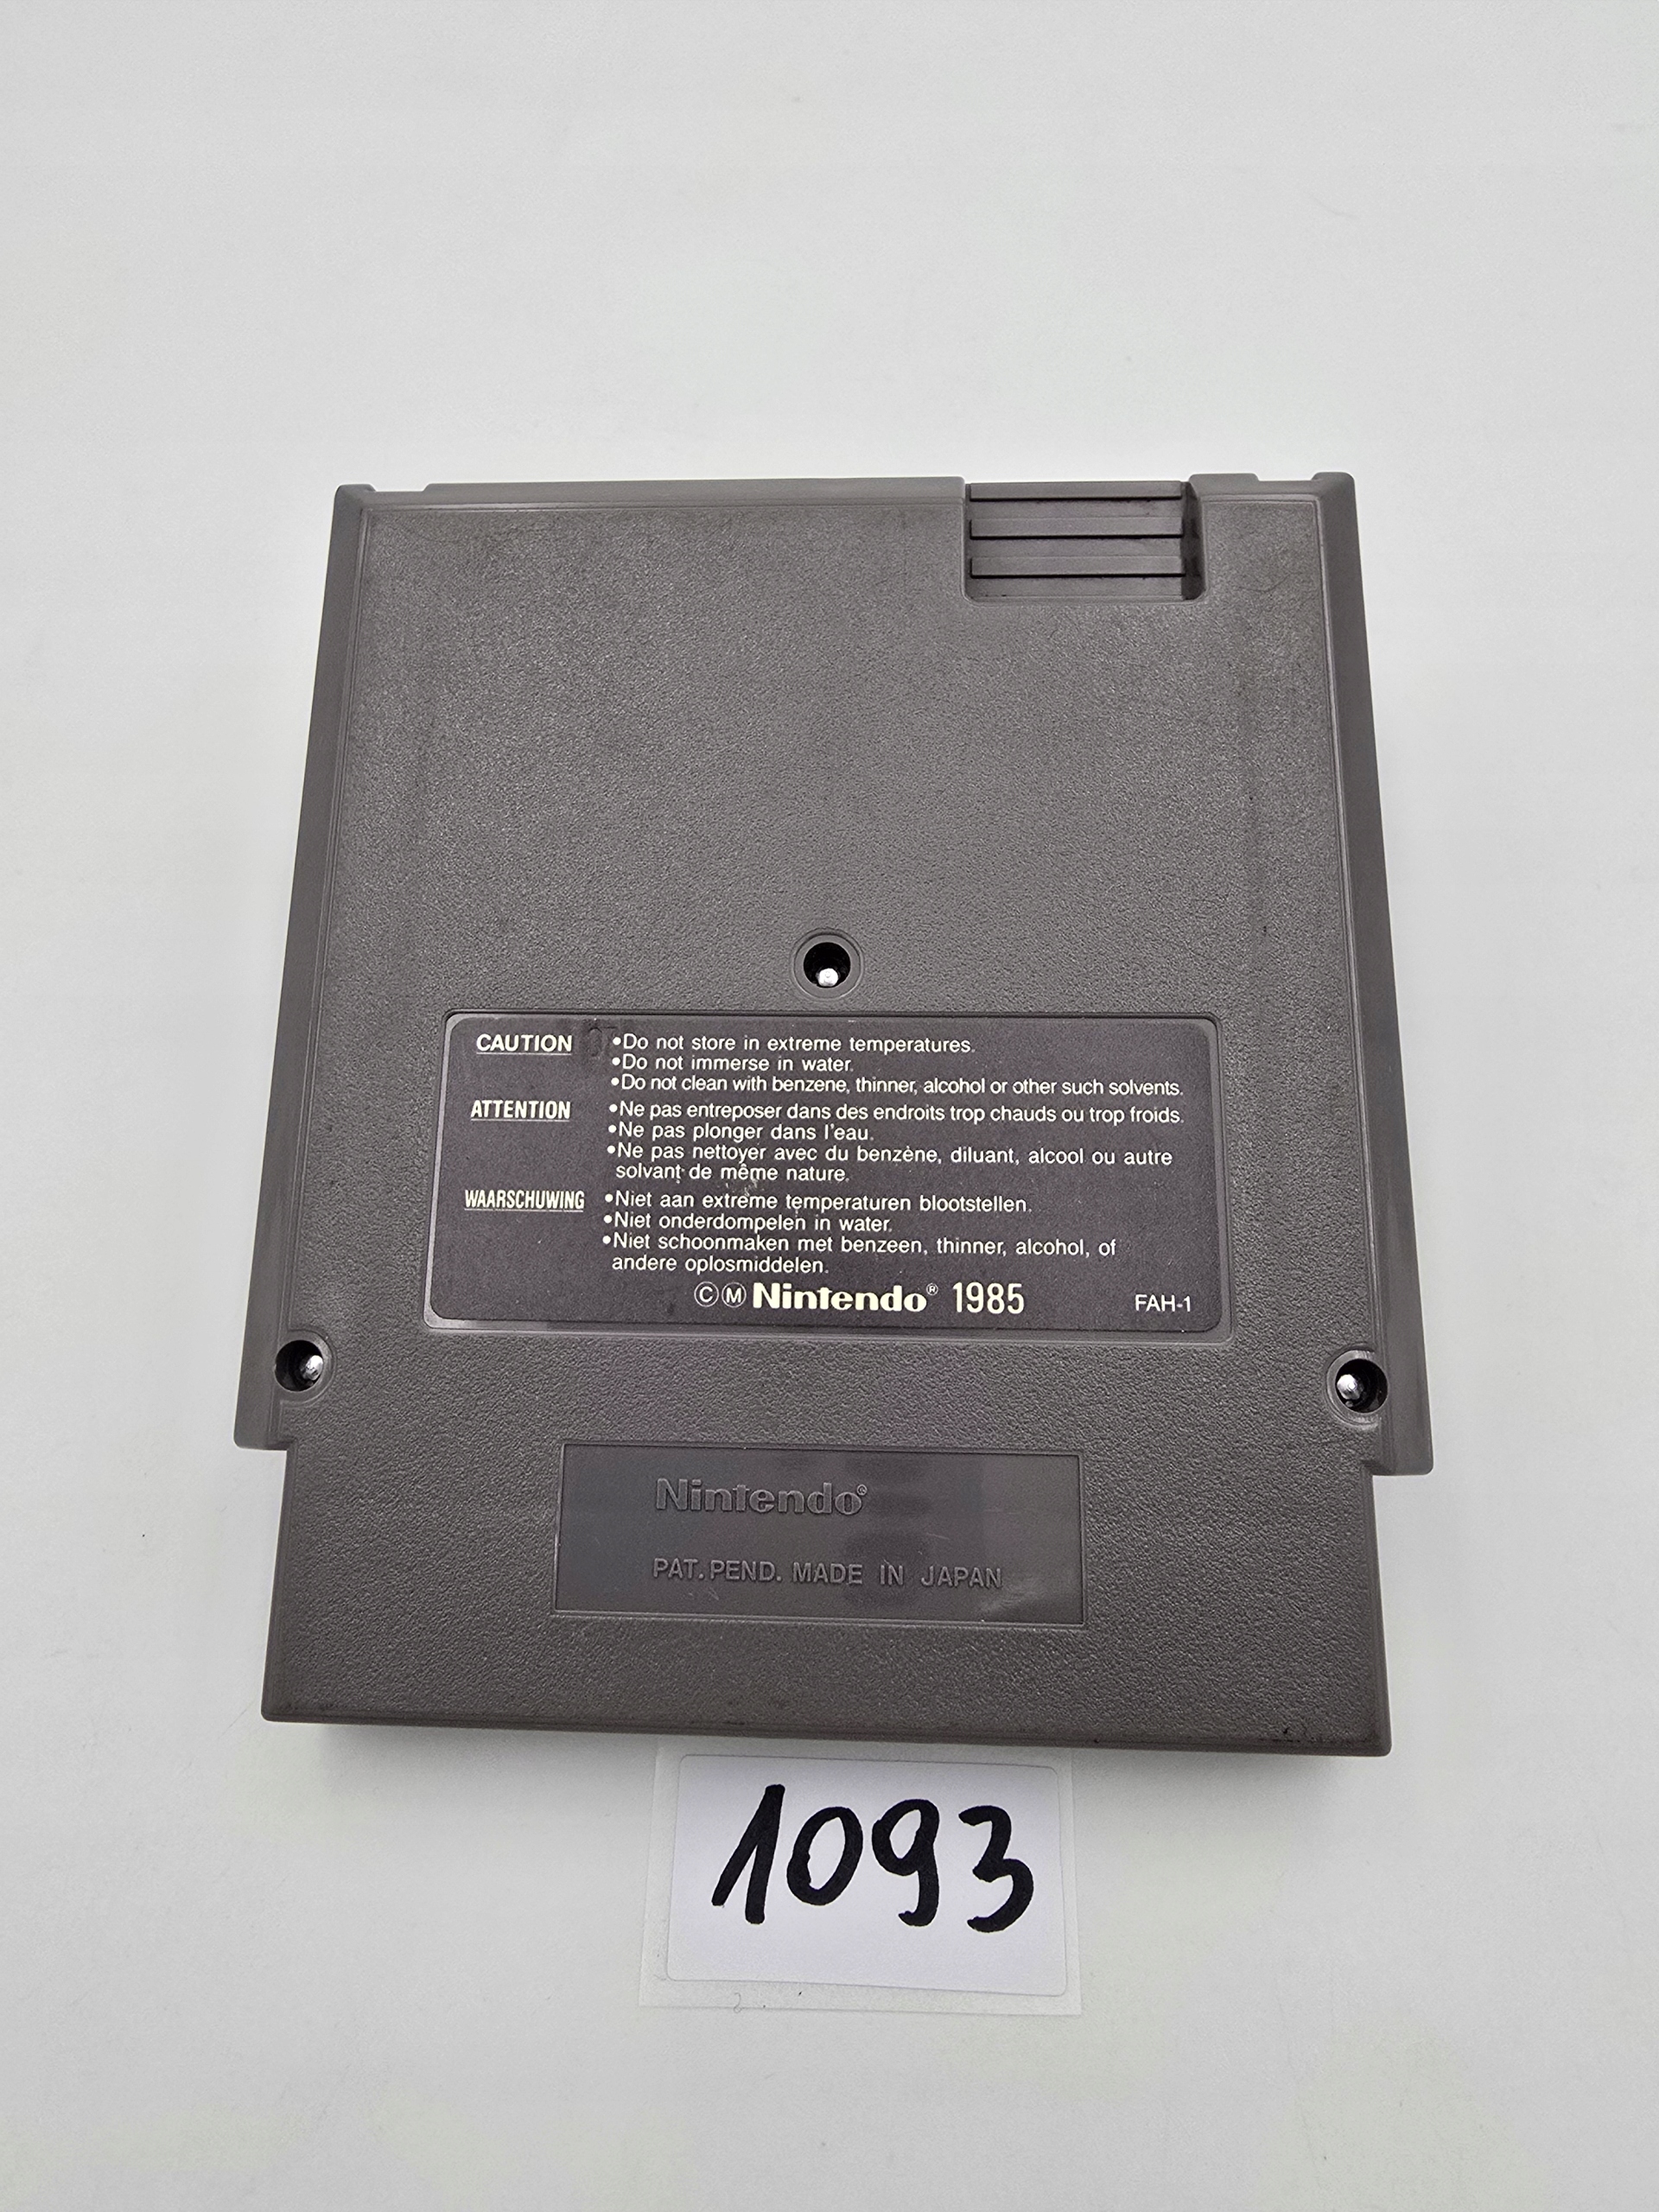 CAUTION •Do not store in extreme temperatures.
•Do not immerse in water.
•Do not clean with benzene, thinner, alcohol or other such solvents.
ATTENTION •Ne pas entreposer dans des endroits trop chauds ou trop froids.
•Ne pas plonger dans l'eau.
•Ne pas nettoyer avec du benzène, diluant, alcool ou autre
solvant de même nature.
WAARSCHUWING •Niet aan extreme temperaturen blootstellen.
•Niet onderdompelen in water.
•Niet schoonmaken met benzeen, thinner, alcohol, of
andere oplosmiddelen.
©Ⓜ Nintendo® 1985 FAH-1
Nintendo®
PAT. PEND. MADE IN JAPAN
1093